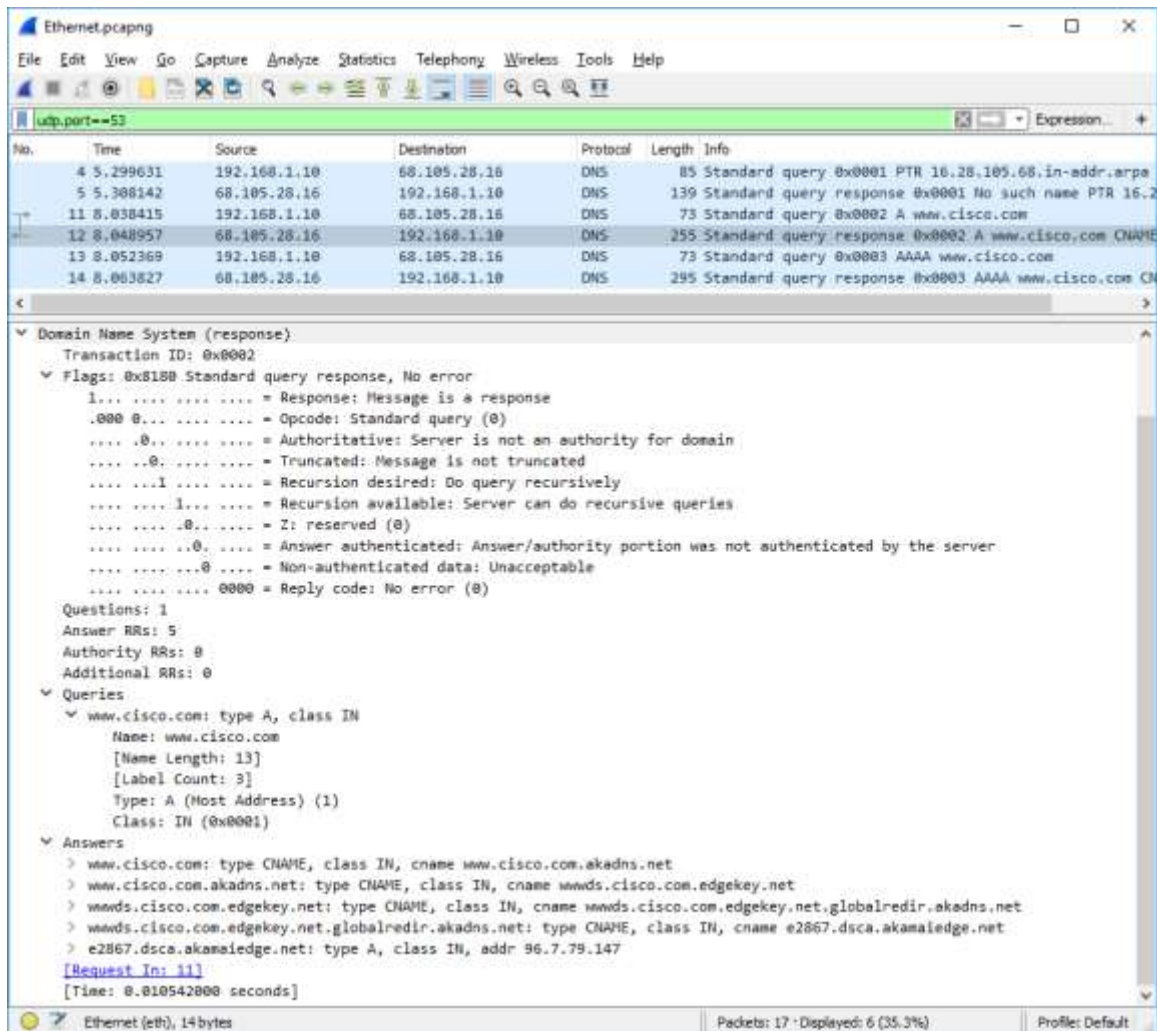 Ethernet.pcapng
File Edit View Go Capture Analyze Statistics Telephony Wireless Tools Help
udp.port==53 Expression... +
No. Time Source Destination Protocol Length Info
4 5.299631 192.168.1.10 68.105.28.16 DNS 85 Standard query 0x0001 PTR 16.28.105.68.in-addr.arpa
5 5.308142 68.105.28.16 192.168.1.10 DNS 139 Standard query response 0x0001 No such name PTR 16.2
11 8.038415 192.168.1.10 68.105.28.16 DNS 73 Standard query 0x0002 A www.cisco.com
12 8.048957 68.105.28.16 192.168.1.10 DNS 255 Standard query response 0x0002 A www.cisco.com CNAME
13 8.052369 192.168.1.10 68.105.28.16 DNS 73 Standard query 0x0003 AAAA www.cisco.com
14 8.063827 68.105.28.16 192.168.1.10 DNS 295 Standard query response 0x0003 AAAA www.cisco.com CN
Domain Name System (response)
Transaction ID: 0x0002
Flags: 0x8180 Standard query response, No error
1... .... .... .... = Response: Message is a response
.000 0... .... .... = Opcode: Standard query (0)
.... .0.. .... .... = Authoritative: Server is not an authority for domain
.... ..0. .... .... = Truncated: Message is not truncated
.... ...1 .... .... = Recursion desired: Do query recursively
.... .... 1... .... = Recursion available: Server can do recursive queries
.... .... .0.. .... = Z: reserved (0)
.... .... ..0. .... = Answer authenticated: Answer/authority portion was not authenticated by the server
.... .... ...0 .... = Non-authenticated data: Unacceptable
.... .... .... 0000 = Reply code: No error (0)
Questions: 1
Answer RRs: 5
Authority RRs: 0
Additional RRs: 0
Queries
www.cisco.com: type A, class IN
Name: www.cisco.com
[Name Length: 13]
[Label Count: 3]
Type: A (Host Address) (1)
Class: IN (0x0001)
Answers
www.cisco.com: type CNAME, class IN, cname www.cisco.com.akadns.net
www.cisco.com.akadns.net: type CNAME, class IN, cname wwwds.cisco.com.edgekey.net
wwwds.cisco.com.edgekey.net: type CNAME, class IN, cname wwwds.cisco.com.edgekey.net.globalredir.akadns.net
wwwds.cisco.com.edgekey.net.globalredir.akadns.net: type CNAME, class IN, cname e2867.dsca.akamaiedge.net
e2867.dsca.akamaiedge.net: type A, class IN, addr 96.7.79.147
[Request In: 11]
[Time: 0.010542000 seconds]
Ethernet (eth), 14 bytes Packets: 17 · Displayed: 6 (35.3%) Profile: Default